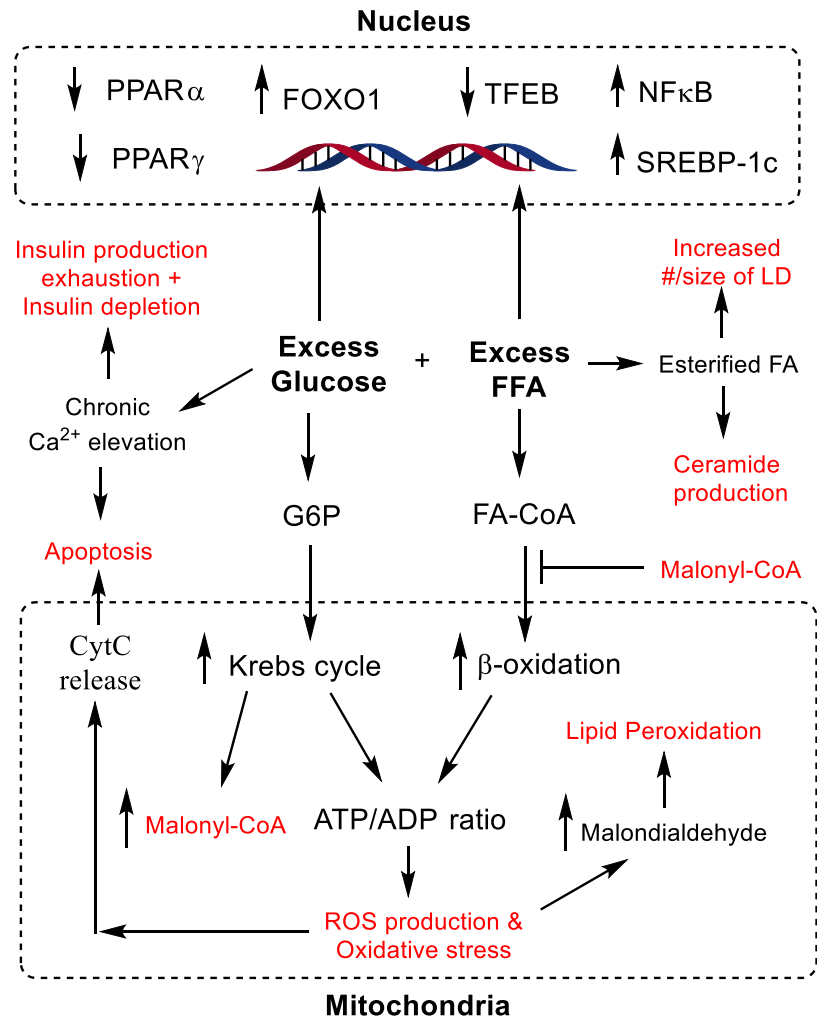 Nucleus
PPARα
FOXO1
TFEB
NFκB
PPARγ
SREBP-1c
Insulin production
exhaustion +
Insulin depletion
Increased
#/size of LD
Excess
Glucose
+
Excess
FFA
Esterified FA
Chronic
Ca2+ elevation
Ceramide
production
G6P
FA-CoA
Apoptosis
Malonyl-CoA
CytC
release
Krebs cycle
β-oxidation
Lipid Peroxidation
Malonyl-CoA
ATP/ADP ratio
Malondialdehyde
ROS production &
Oxidative stress
Mitochondria